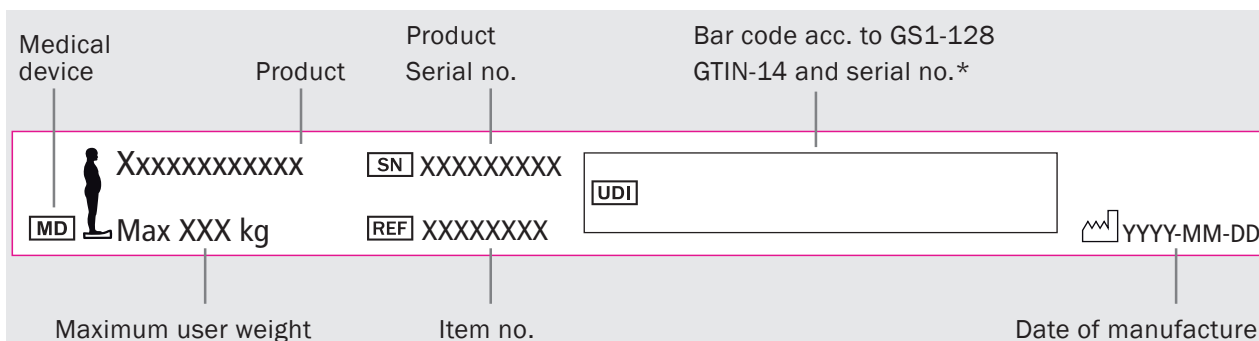 Medical
device
Product
Product
Serial no.
Bar code acc. to GS1-128
GTIN-14 and serial no.*
Xxxxxxxxxxxx
SN XXXXXXXXX
UDI
MD
Max XXX kg
REF XXXXXXXX
YYYY-MM-DD
Maximum user weight
Item no.
Date of manufacture